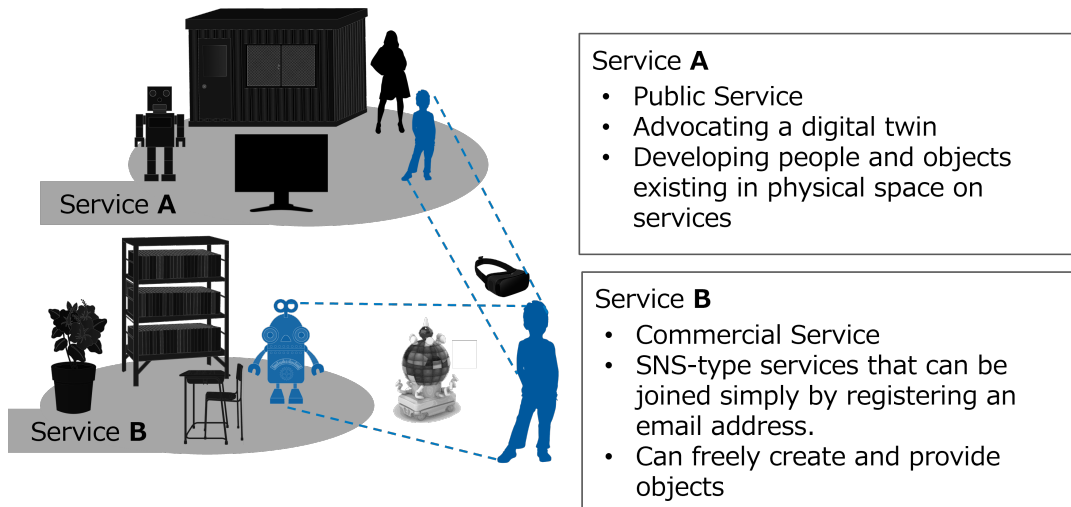 Service A
Service B
Service A
• Public Service
• Advocating a digital twin
• Developing people and objects
existing in physical space on
services
Service B
• Commercial Service
• SNS-type services that can be
joined simply by registering an
email address.
• Can freely create and provide
objects